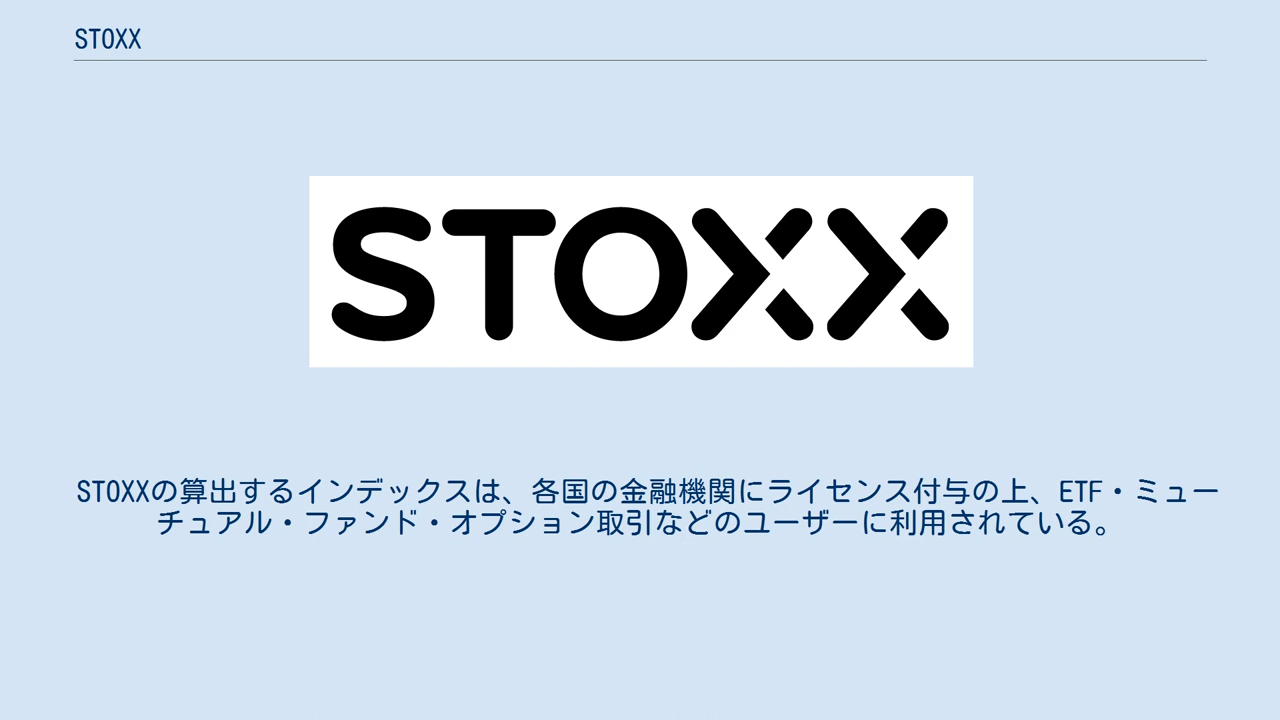 STOXX
STOXX
STOXXの算出するインデックスは、各国の金融機関にライセンス付与の上、ETF・ミュー
チュアル・ファンド・オプション取引などのユーザーに利用されている。